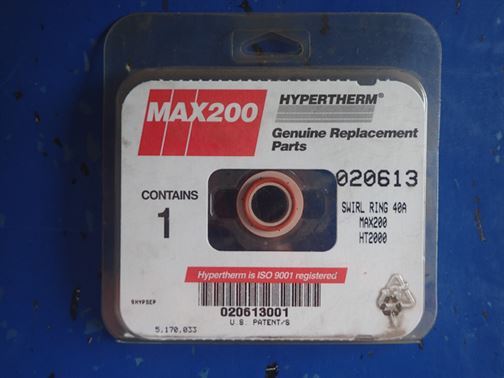 MAX200
HYPERTHERM®
Genuine Replacement
Parts
020613
CONTAINS
1
SWIRL RING 40A
MAX200
HT2000
Hypertherm is ISO 9001 registered
020613001
U.S. PATENT/S
9HYPSEP
5,170,033